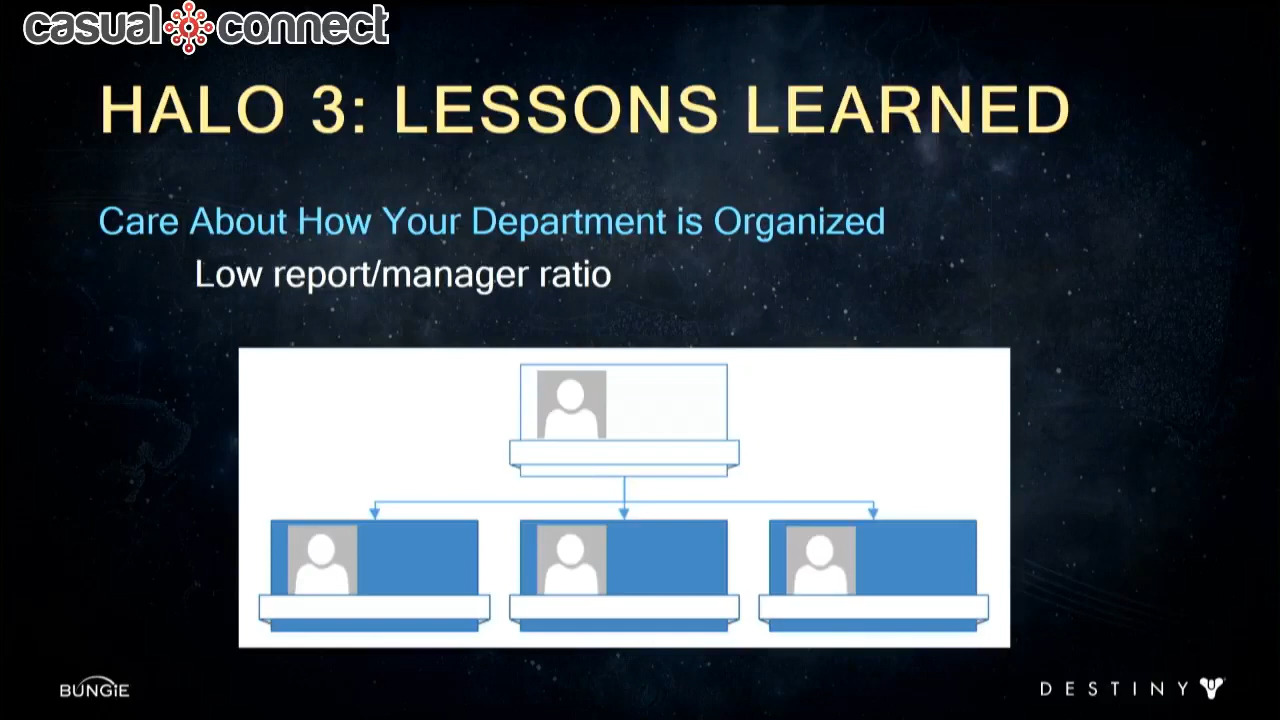 casual connect
HALO 3: LESSONS LEARNED
Care About How Your Department is Organized
Low report/manager ratio
BUNGiE
DESTINY